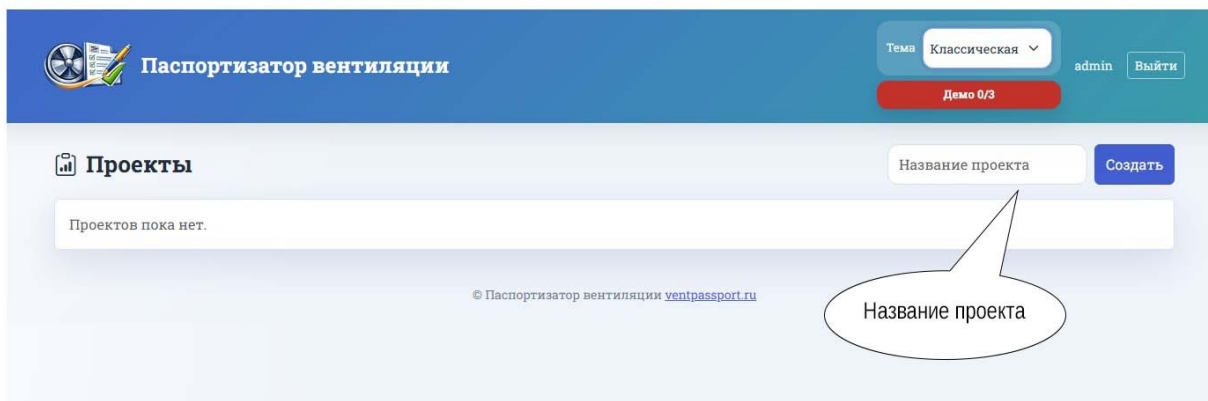 Паспортизатор вентиляции
Тема Классическая
admin Выйти
Демо 0/3
Проекты
Название проекта Создать
Проектов пока нет.
© Паспортизатор вентиляции ventpassport.ru
Название проекта